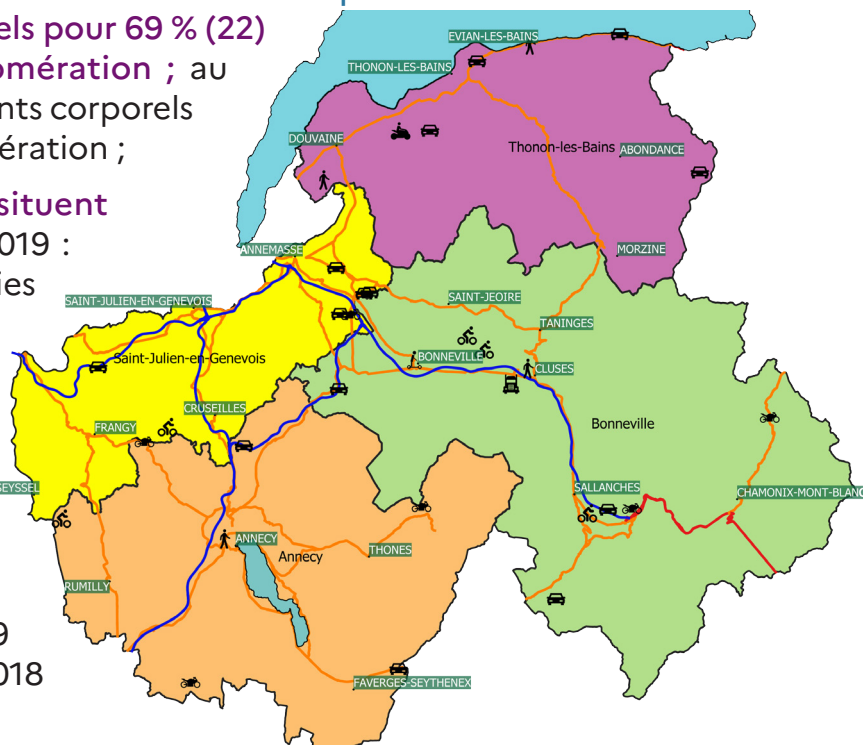 els pour 69 % (22)
omération ; au
nts corporels
ération ;
situent
019 :
ies
9
018
EVIAN-LES-BAINS
THONON-LES-BAINS
DOUVAINE
Thonon-les-Bains
ABONDANCE
MORZINE
ANNEMASSE
SAINT-JULIEN-EN-GENEVOIS
SAINT-JEOIRE
TANINGES
Saint-Julien-en-Genevois
BONNEVILLE
CLUSES
CRUSEILLES
FRANGY
Bonneville
SEYSSEL
SALLANCHES
CHAMONIX-MONT-BLANC
ANNECY
Annecy
THONES
RUMILLY
FAVERGES-SEYTHENEX